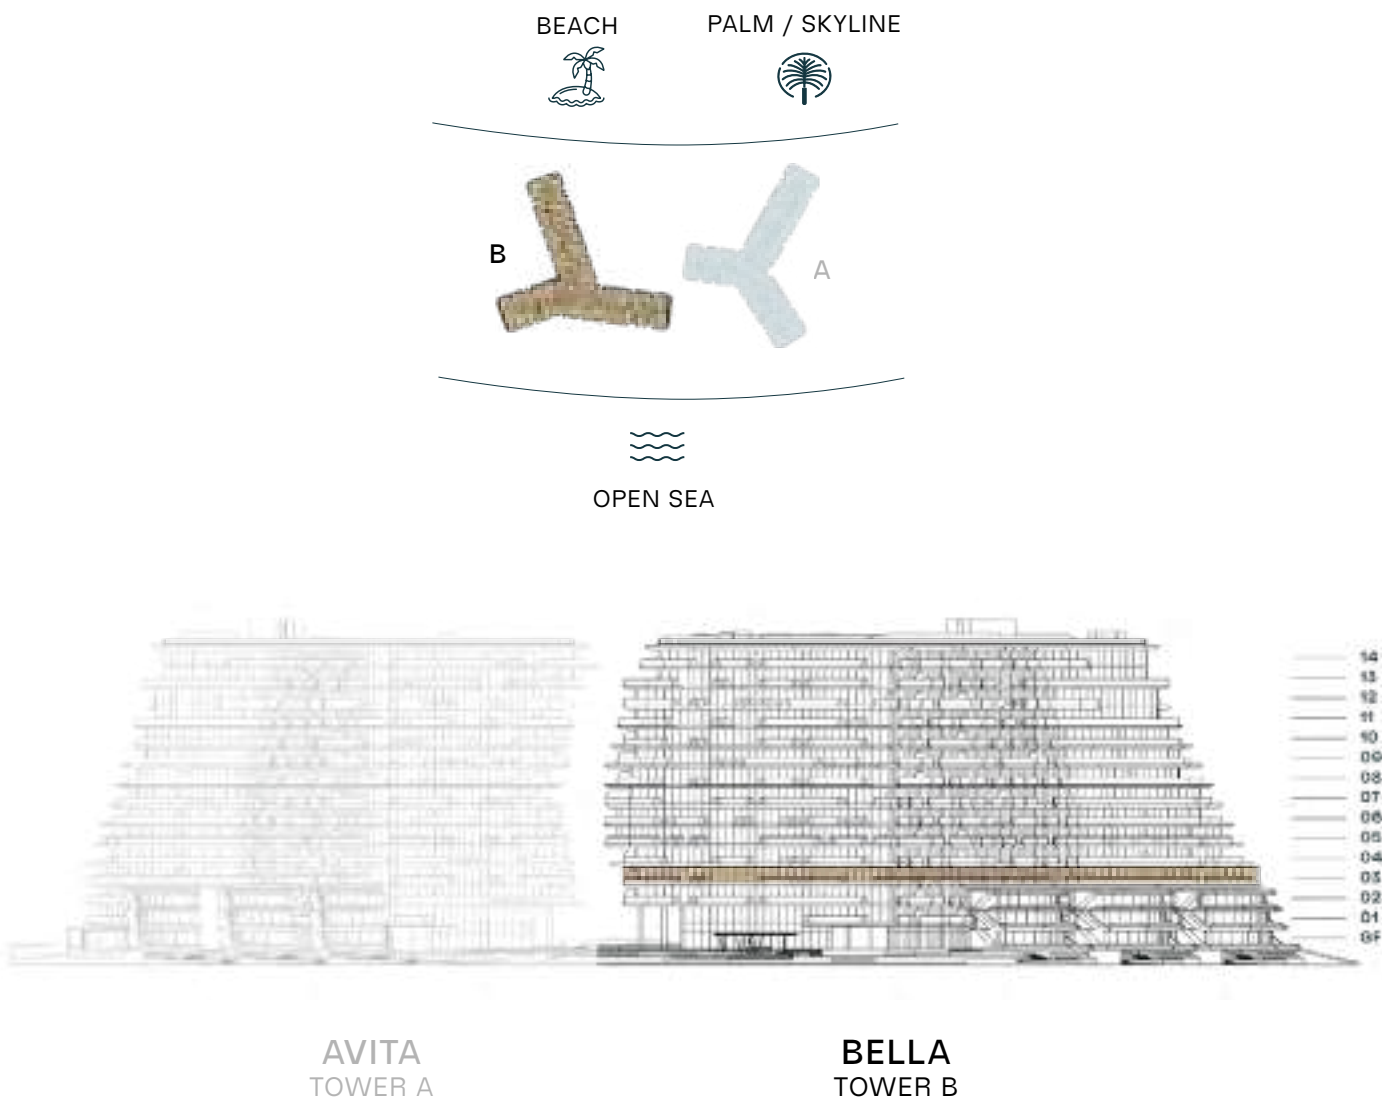 BEACH
PALM / SKYLINE
B
A
OPEN SEA
14
13
12
11
10
09
08
07
06
05
04
03
02
01
GF
AVITA
TOWER A
BELLA
TOWER B